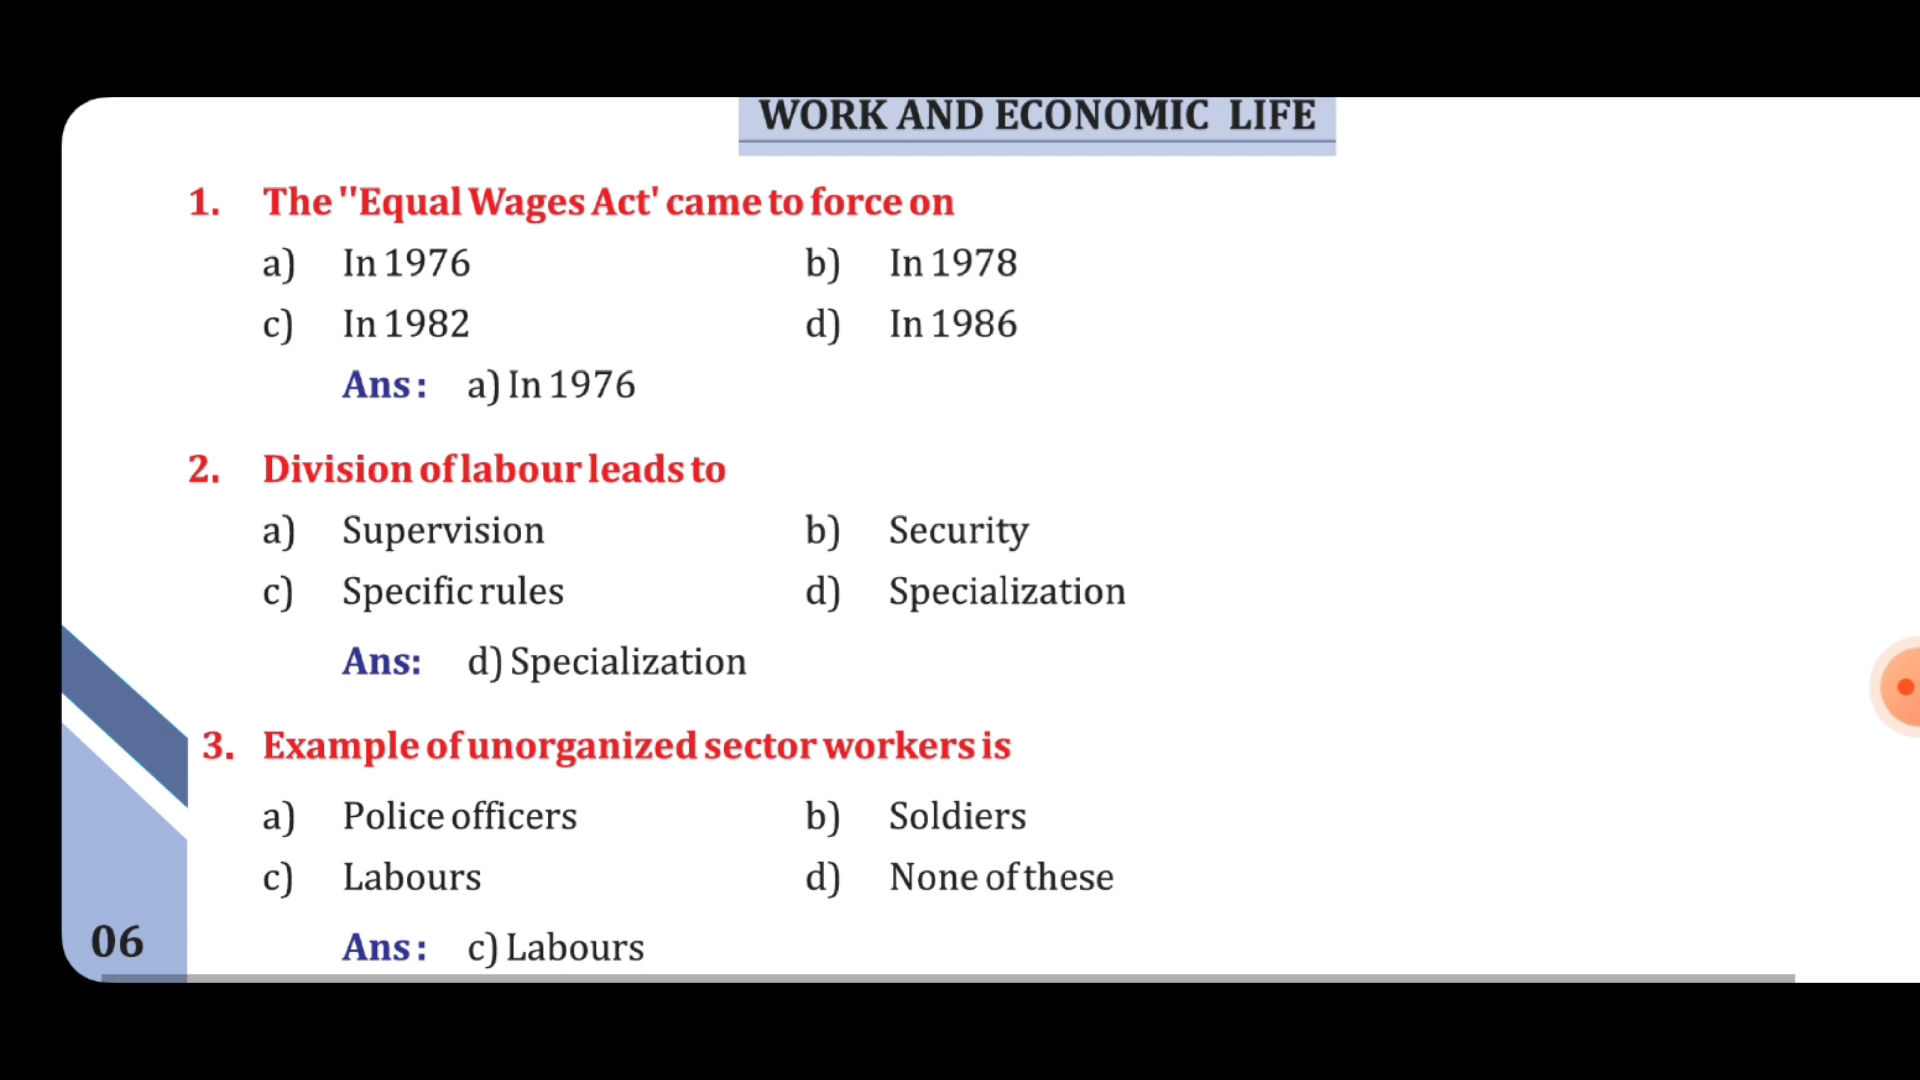 WORK AND ECONOMIC LIFE
1. The "Equal Wages Act' came to force on
a) In 1976 b) In 1978
c) In 1982 d) In 1986
Ans : a) In 1976
2. Division of labour leads to
a) Supervision b) Security
c) Specific rules d) Specialization
Ans: d) Specialization
3. Example of unorganized sector workers is
a) Police officers b) Soldiers
c) Labours d) None of these
06 Ans : c) Labours